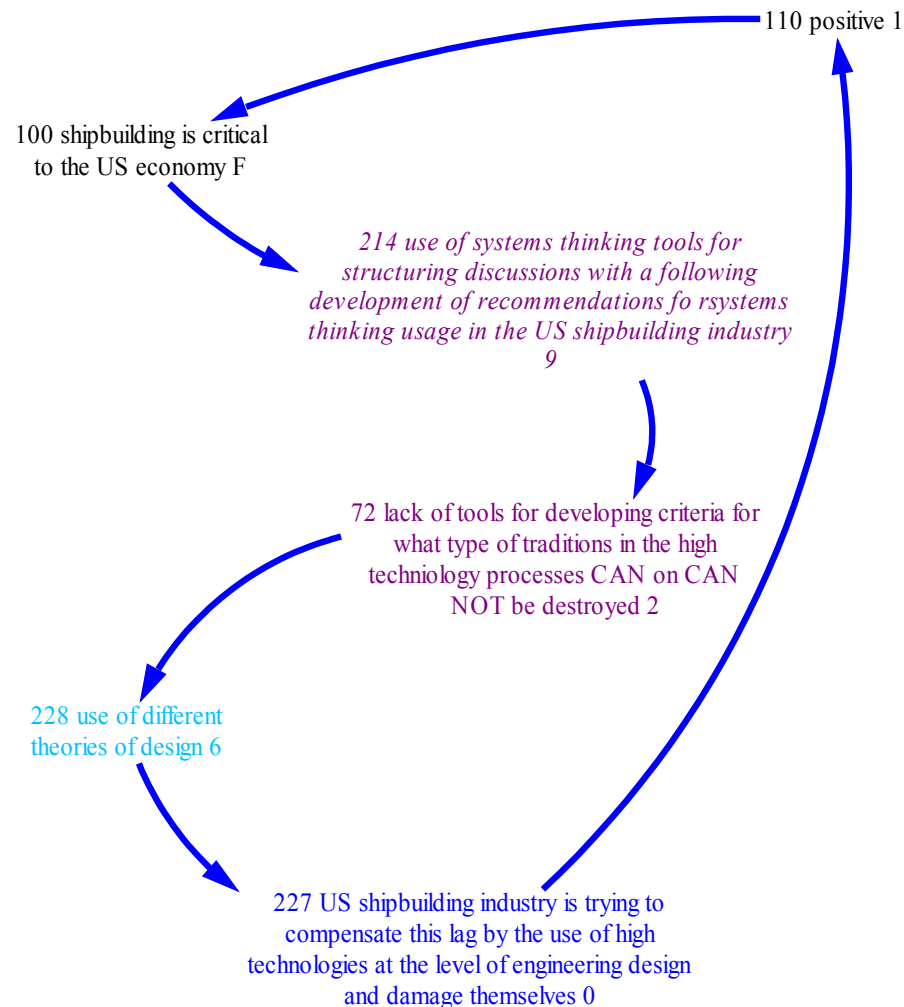 110 positive 1
100 shipbuilding is critical
to the US economy F
214 use of systems thinking tools for
structuring discussions with a following
development of recommendations fo rsystems
thinking usage in the US shipbuilding industry
9
72 lack of tools for developing criteria for
what type of traditions in the high
techniology processes CAN on CAN
NOT be destroyed 2
228 use of different
theories of design 6
227 US shipbuilding industry is trying to
compensate this lag by the use of high
technologies at the level of engineering design
and damage themselves 0